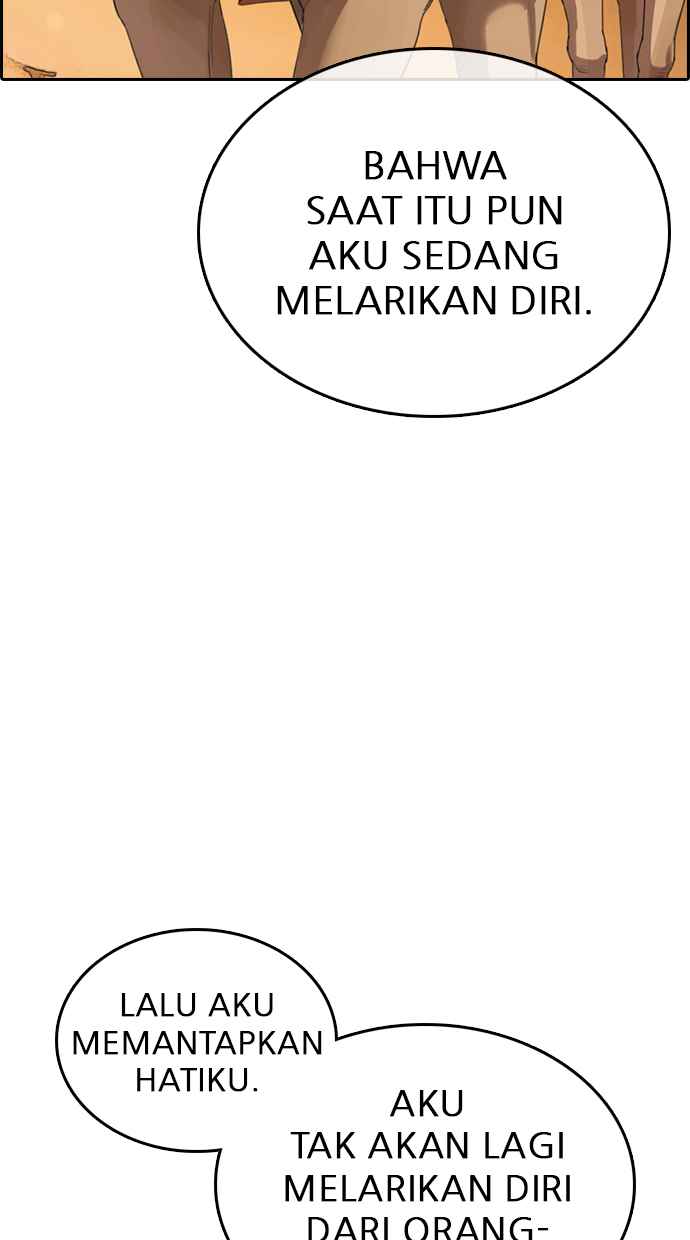 BAHWA
SAAT ITU PUN
AKU SEDANG
MELARIKAN DIRI.
LALU AKU
MEMANTAPKAN
HATIKU.
AKU
TAK AKAN LAGI
MELARIKAN DIRI
DARI ORANG-